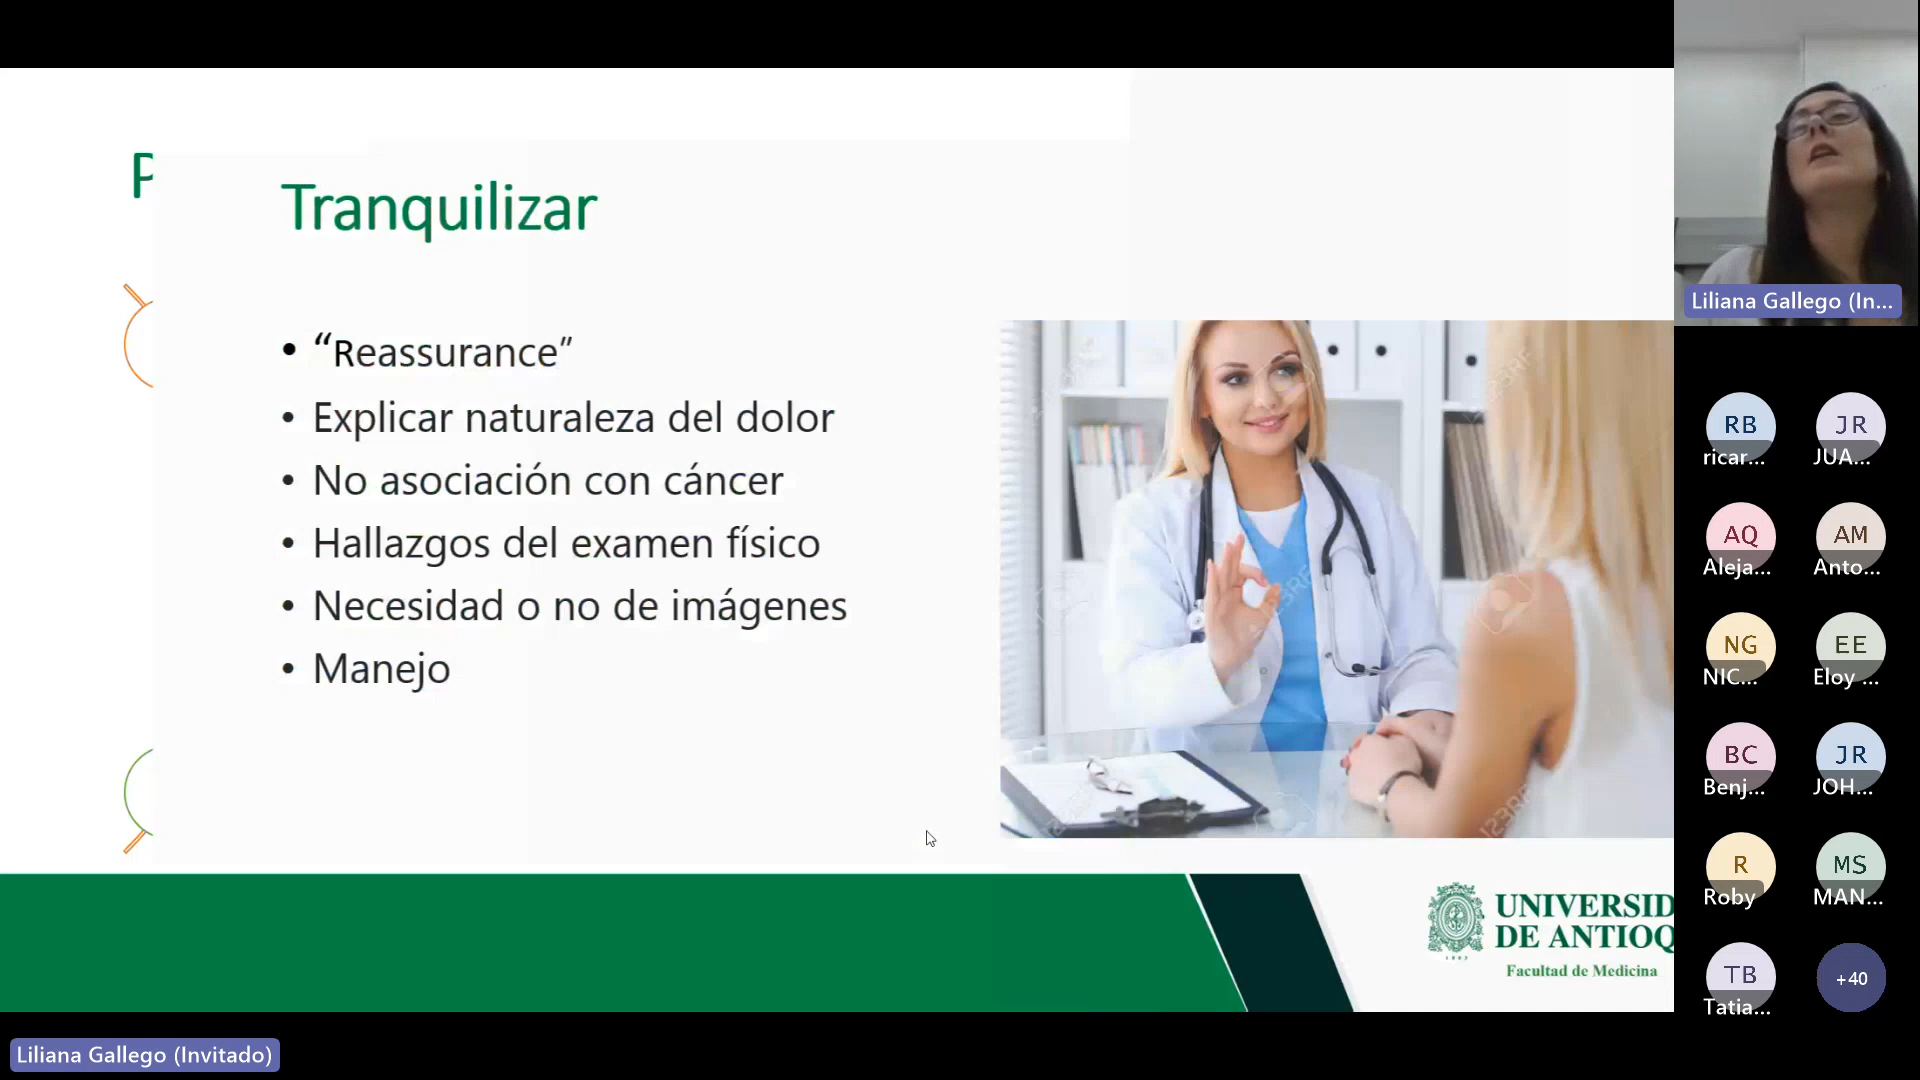 P
Tranquilizar
• “Reassurance”
• Explicar naturaleza del dolor
• No asociación con cáncer
• Hallazgos del examen físico
• Necesidad o no de imágenes
• Manejo
123RF
UNIVERSID
DE ANTIOQ
1803
Facultad de Medicina
Liliana Gallego (In...
RB
ricar...
JR
JUA...
AQ
Aleja...
AM
Anto...
NG
NIC...
EE
Eloy ...
BC
Benj...
JR
JOH...
R
Roby
MS
MAN...
TB
Tatia...
+40
Liliana Gallego (Invitado)